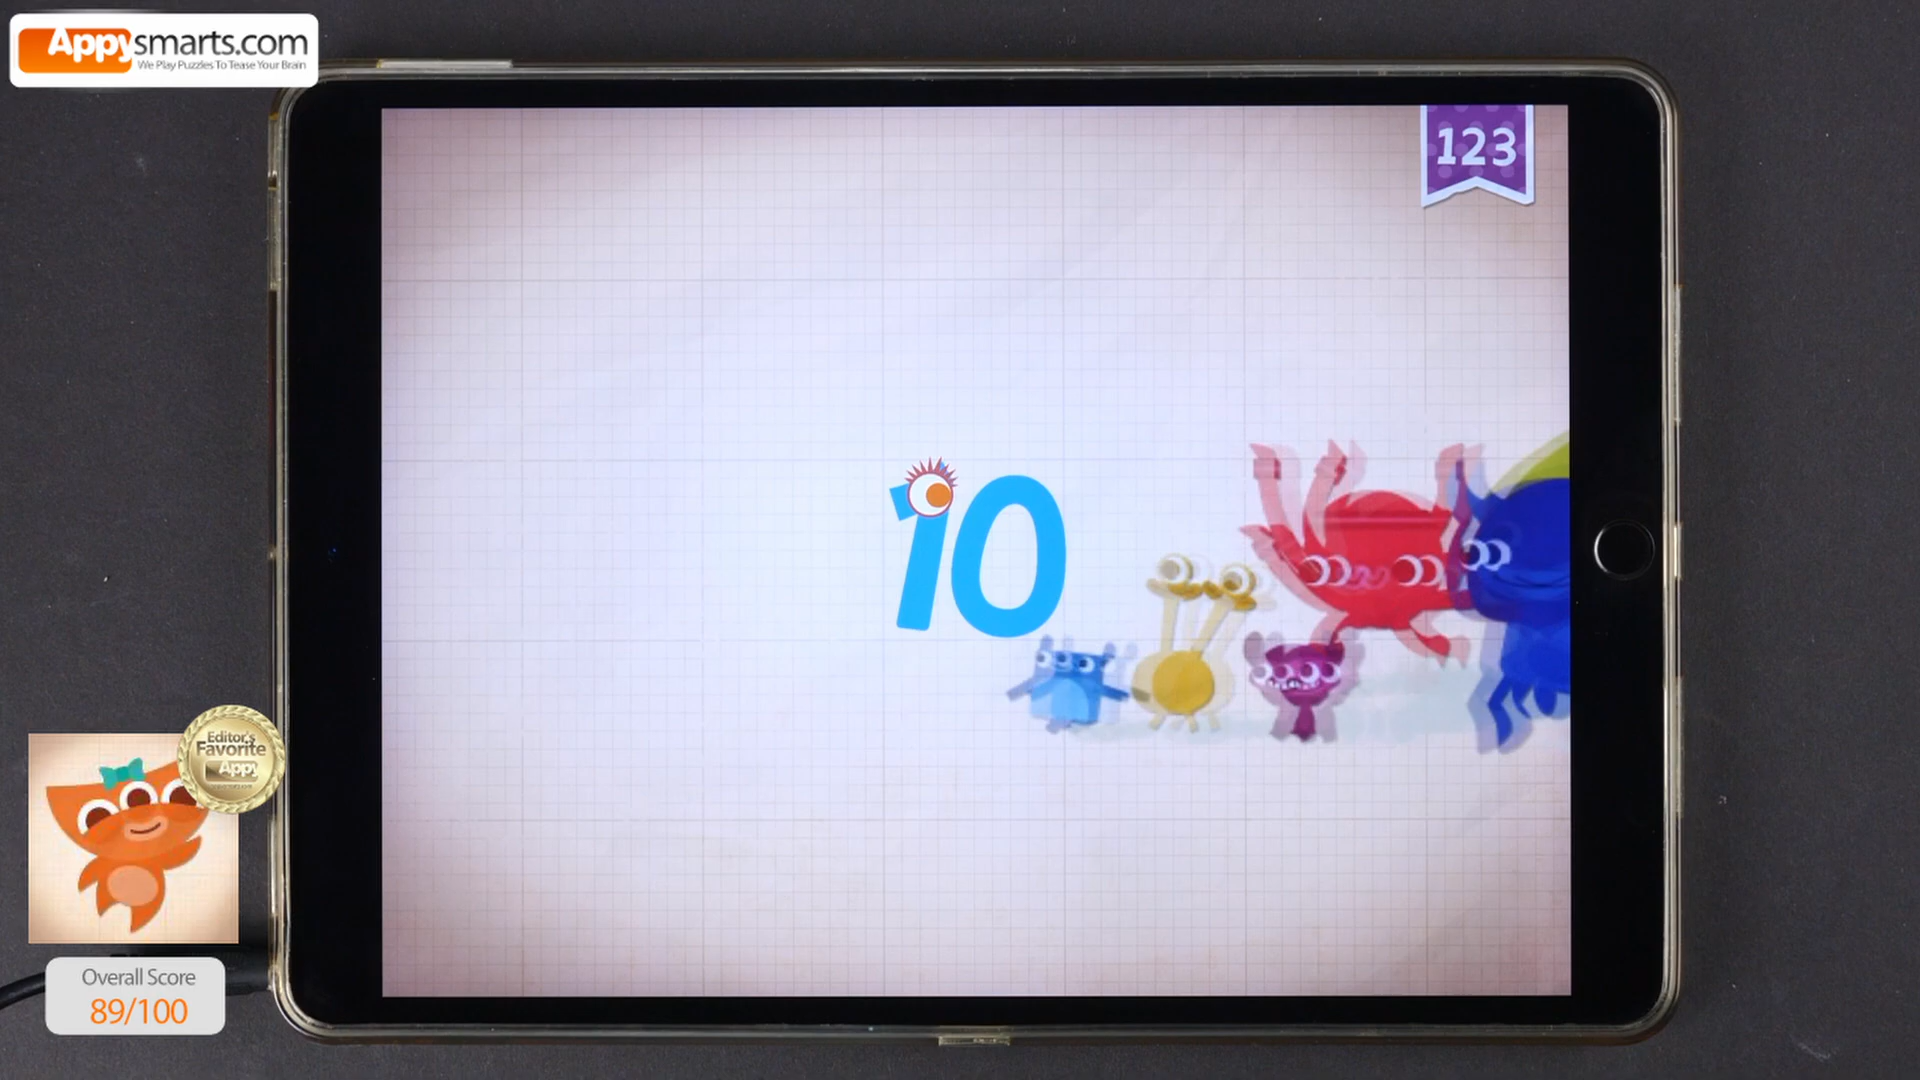 Appysmarts.com
We Play Puzzles To Tease Your Brain
123
10
Editor's
Favorite
Appy
Overall Score
89/100